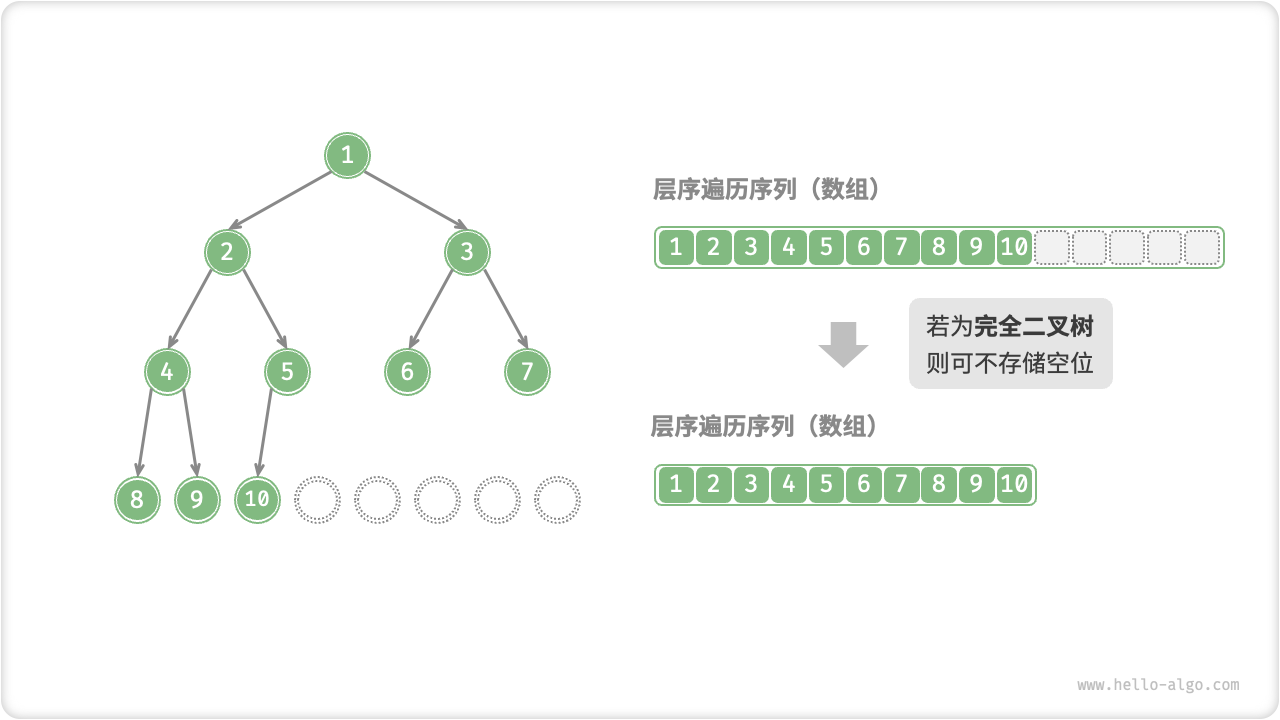 1
2 3
4 5 6 7
8 9 10
层序遍历序列（数组）
1 2 3 4 5 6 7 8 9 10
若为完全二叉树
则可不存储空位
层序遍历序列（数组）
1 2 3 4 5 6 7 8 9 10
www.hello-algo.com